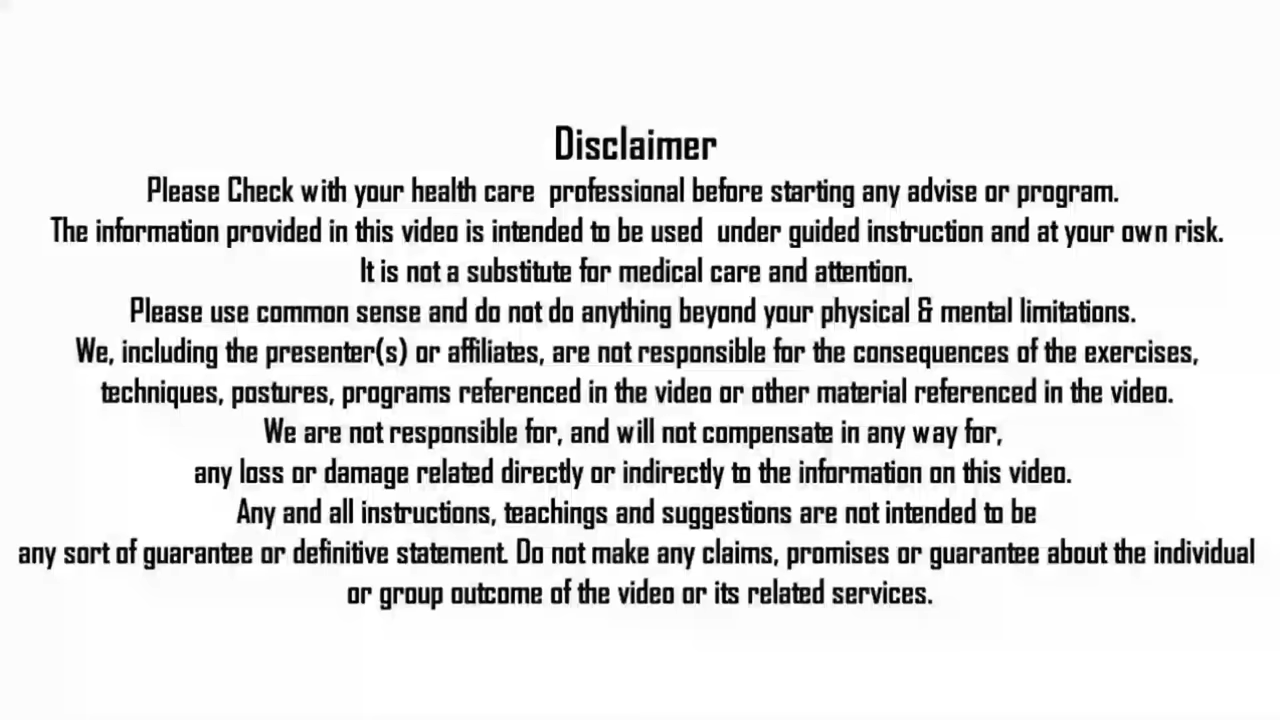 Disclaimer
Please Check with your health care professional before starting any advise or program.
The information provided in this video is intended to be used under guided instruction and at your own risk.
It is not a substitute for medical care and attention.
Please use common sense and do not do anything beyond your physical & mental limitations.
We, including the presenter(s) or affiliates, are not responsible for the consequences of the exercises,
techniques, postures, programs referenced in the video or other material referenced in the video.
We are not responsible for, and will not compensate in any way for,
any loss or damage related directly or indirectly to the information on this video.
Any and all instructions, teachings and suggestions are not intended to be
any sort of guarantee or definitive statement. Do not make any claims, promises or guarantee about the individual
or group outcome of the video or its related services.